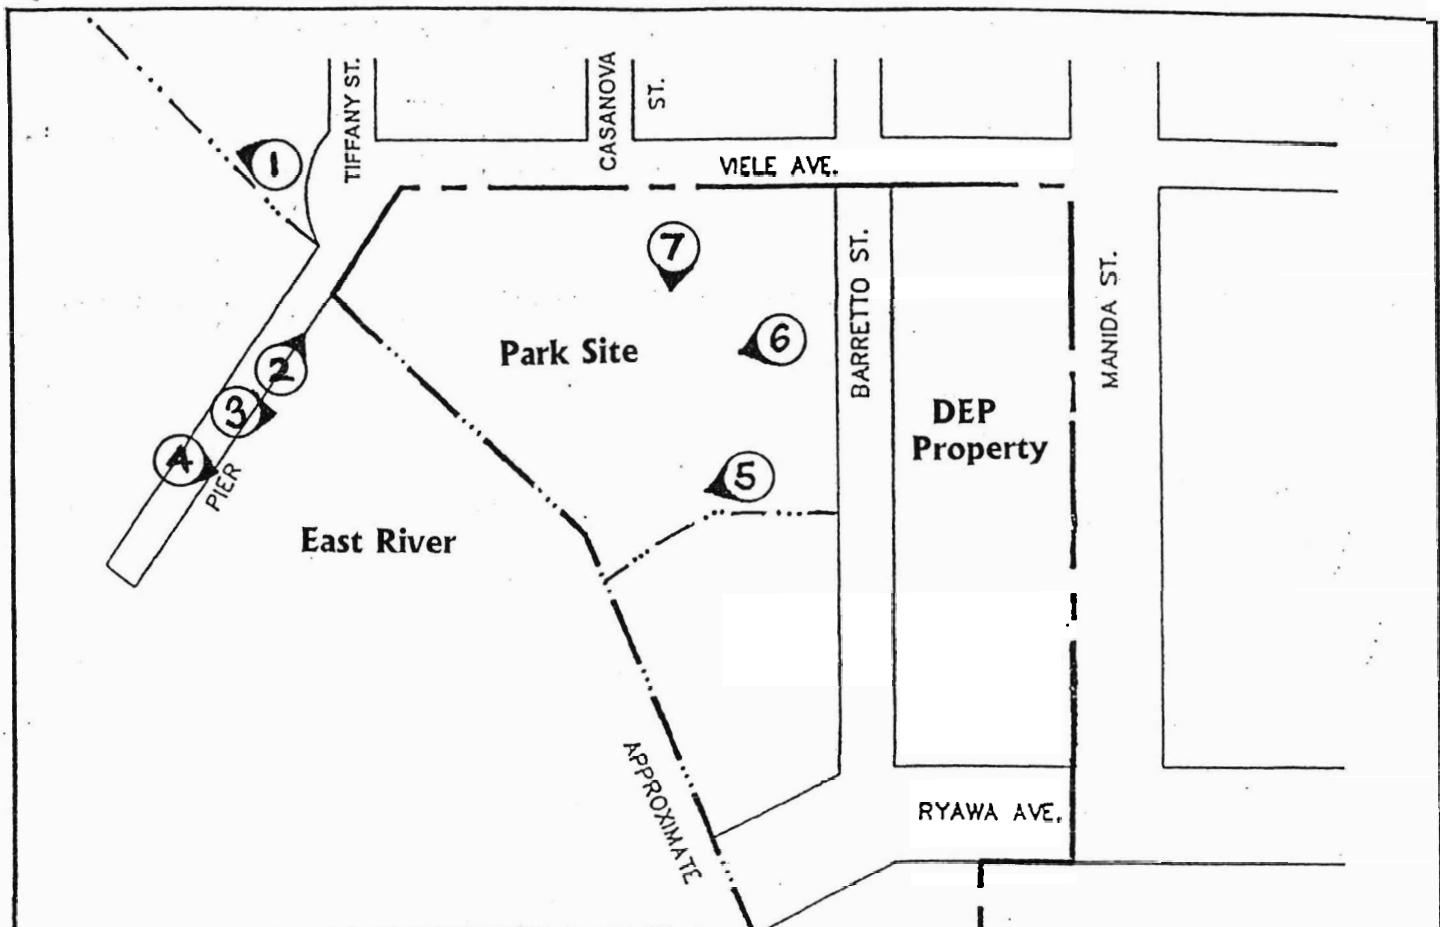 TIFFANY ST.
CASANOVA
ST.
VIELE AVE.
1
7
2
Park Site
6
BARRETTO ST.
MANIDA ST.
3
DEP
Property
4
PIER
5
East River
APPROXIMATE
RYAWA AVE.